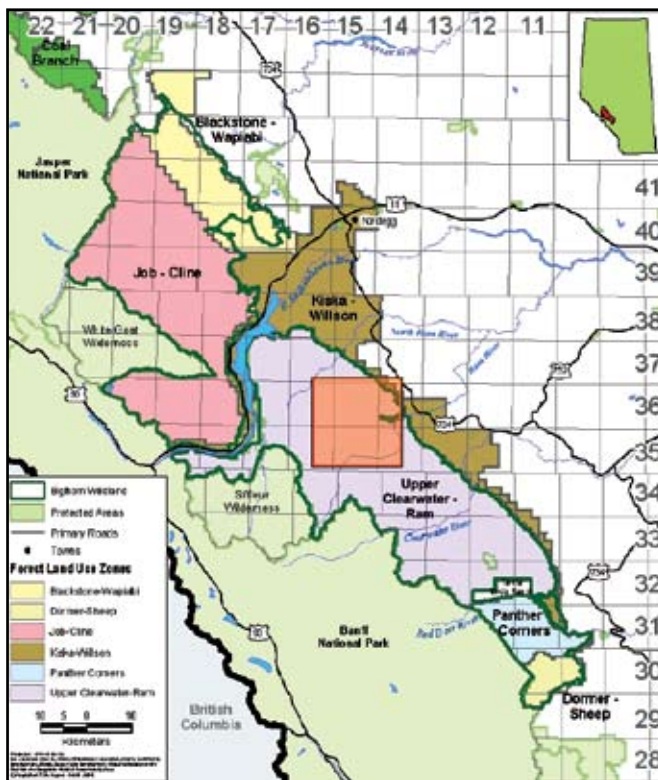 22 21 20 19 18 17 16 15 14 13 12 11
Coal
Branch
734
Blackstone -
Wapiabi
Jasper
National Park
41
11
Nordegg
40
Job - Cline
39
Kiska -
Willson
38
White Goat
Wilderness
North Ram River
Ram River
37
93
36
734
35
Upper
Clearwater -
Ram
34
Siffleur
Wilderness
Clearwater River
33
32
734
31
Panther
Corners
Banff
National Park
Red Deer River
30
Dormer -
Sheep
29
28
93
British
Columbia
Bighorn Wildland
Protected Areas
Primary Roads
Towns
Forest Land Use Zones
Blackstone-Wapiabi
Dormer-Sheep
Job-Cline
Kiska-Willson
Panther Corners
Upper Clearwater-Ram
10 5 0 10
Kilometers